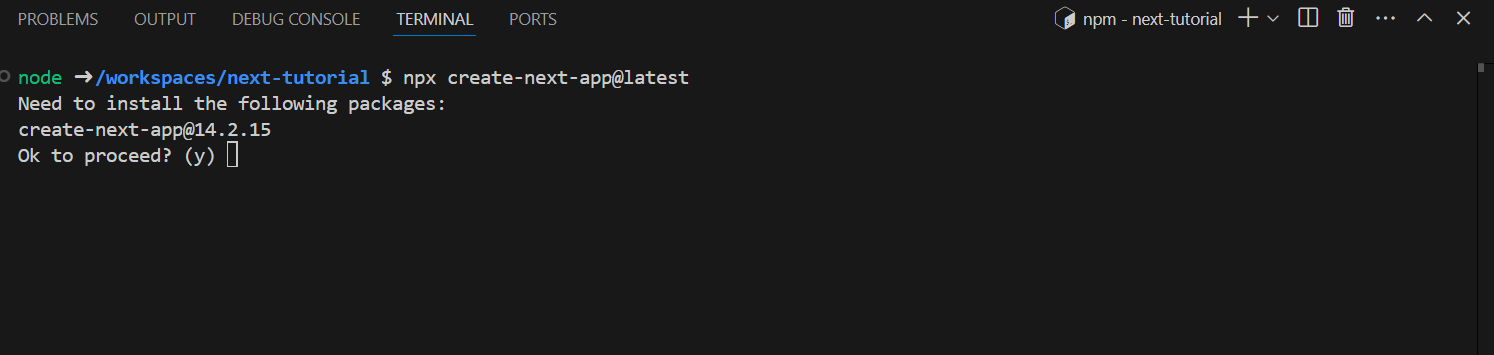 PROBLEMS OUTPUT DEBUG CONSOLE TERMINAL PORTS npm - next-tutorial
node ➜ /workspaces/next-tutorial $ npx create-next-app@latest
Need to install the following packages:
create-next-app@14.2.15
Ok to proceed? (y)